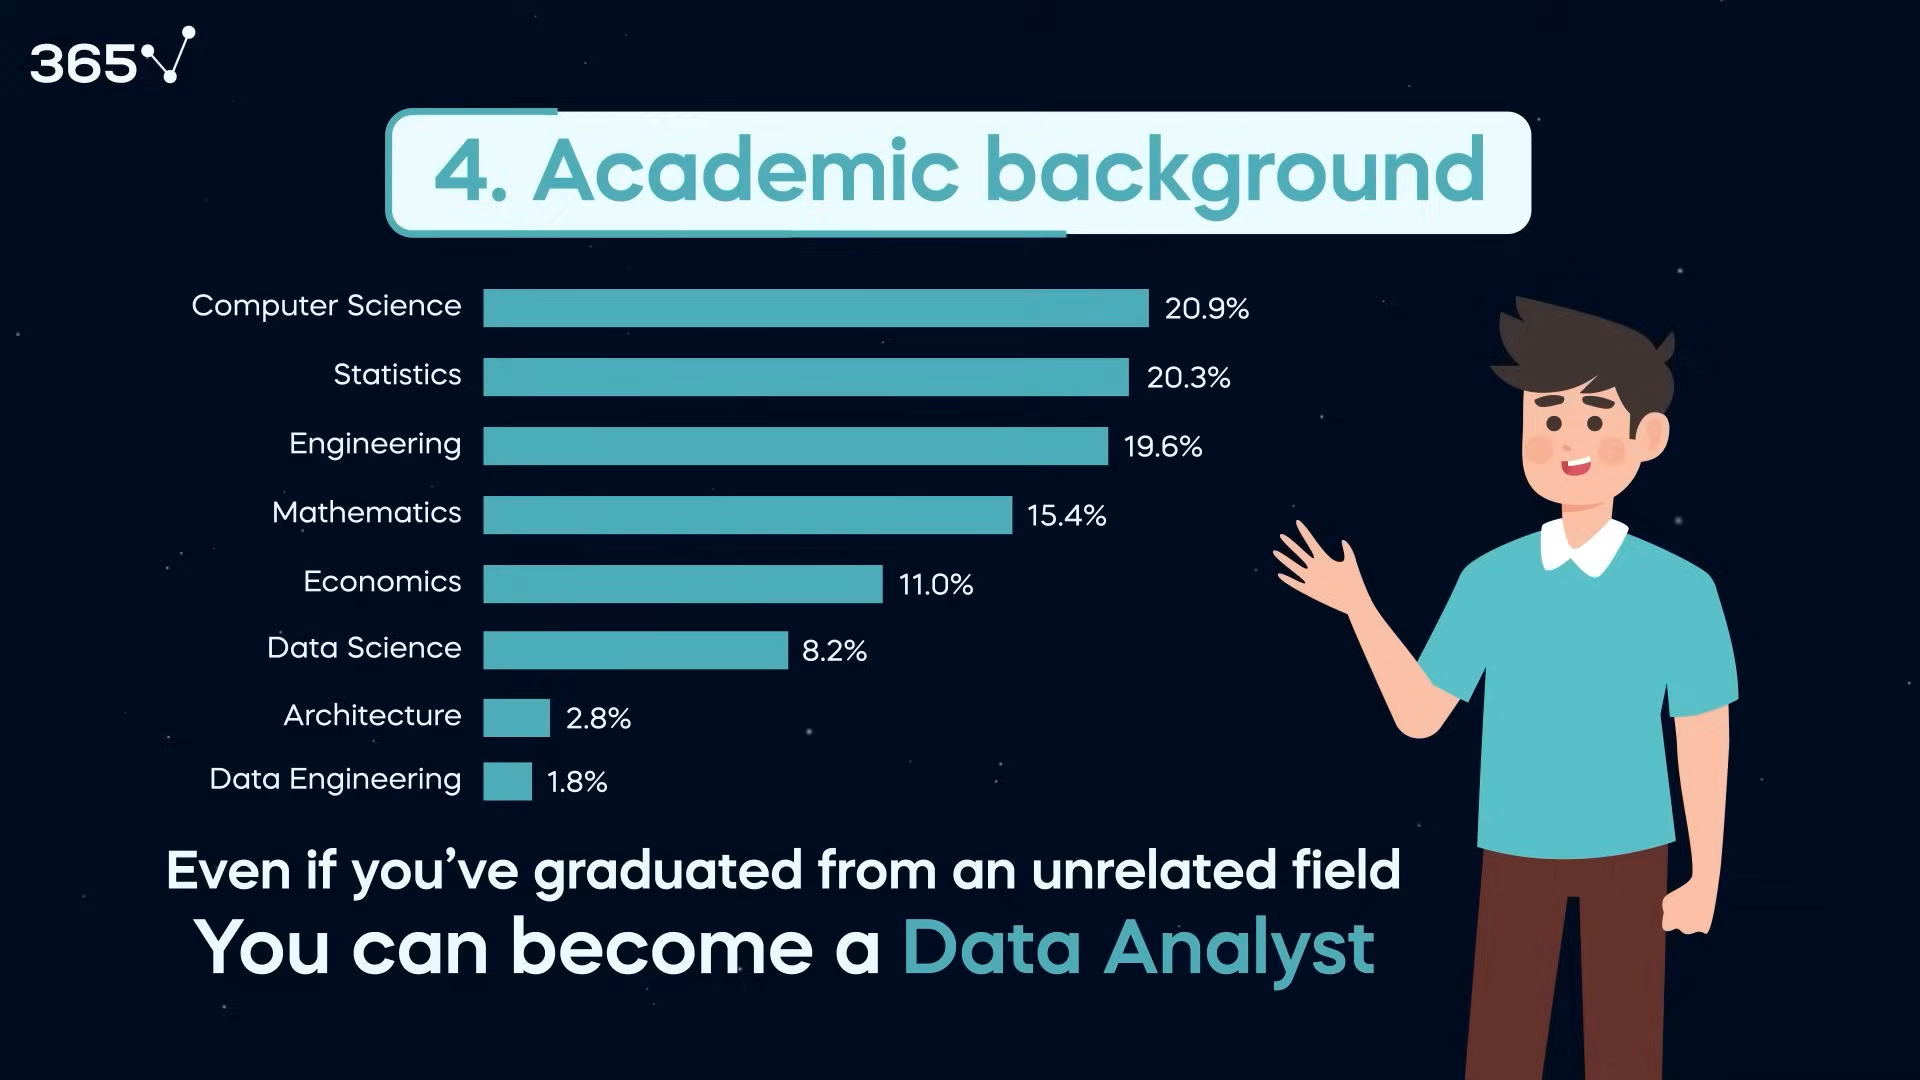 365
4. Academic background
Computer Science 20.9%
Statistics 20.3%
Engineering 19.6%
Mathematics 15.4%
Economics 11.0%
Data Science 8.2%
Architecture 2.8%
Data Engineering 1.8%
Even if you’ve graduated from an unrelated field
You can become a Data Analyst